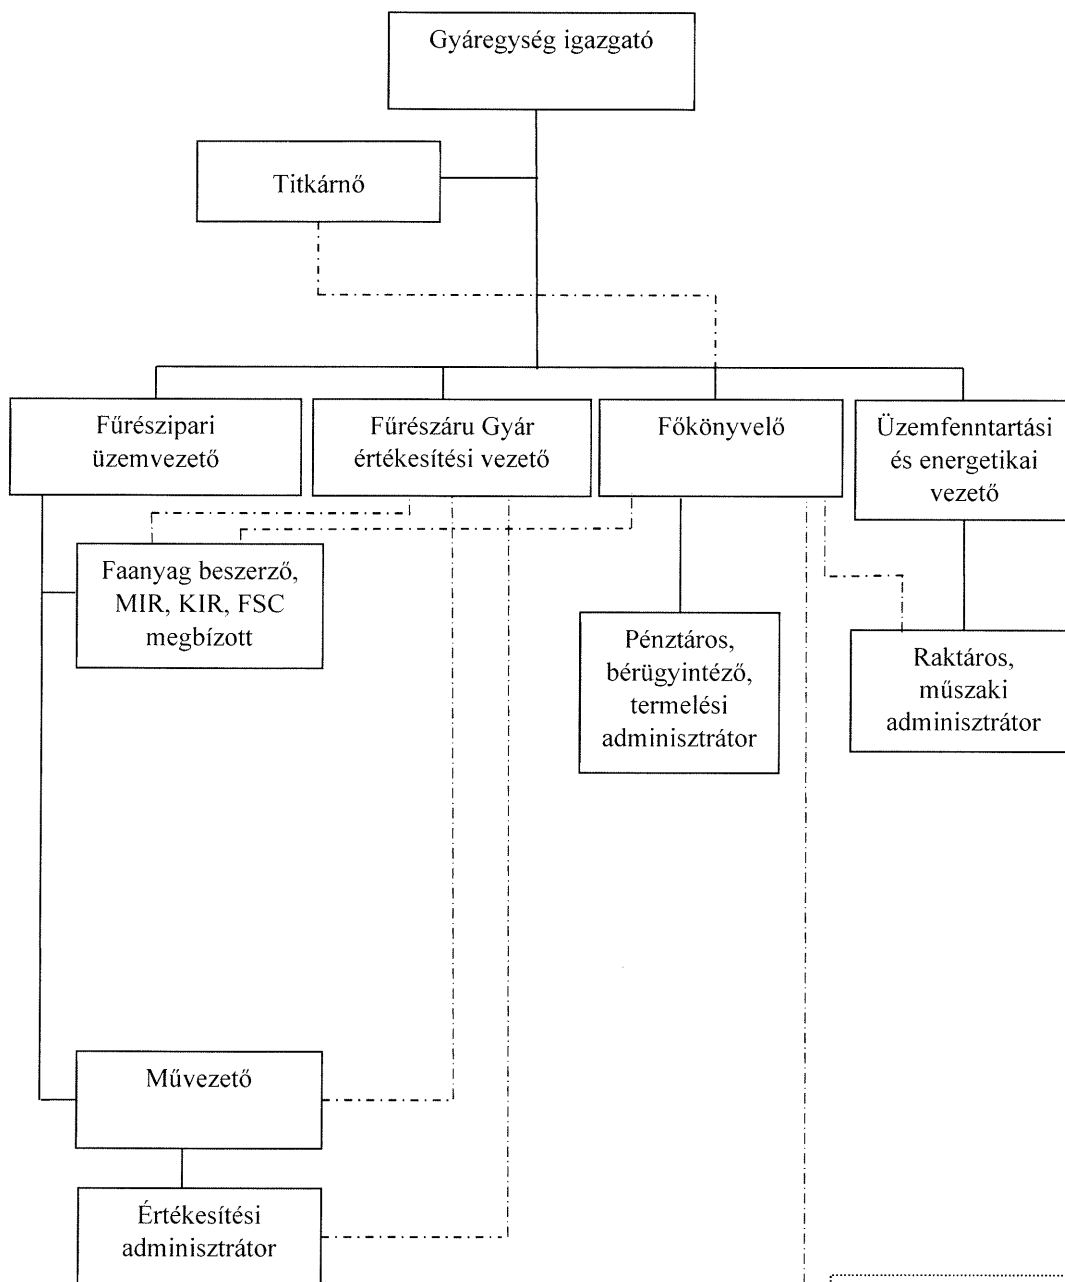 Gyáregység igazgató
Titkárnő
Fűrészipari
üzemvezető
Fűrészáru Gyár
értékesítési vezető
Főkönyvelő
Üzemfenntartási
és energetikai
vezető
Faanyag beszerző,
MIR, KIR, FSC
megbízott
Pénztáros,
bérügyintéző,
termelési
adminisztrátor
Raktáros,
műszaki
adminisztrátor
Művezető
Értékesítési
adminisztrátor